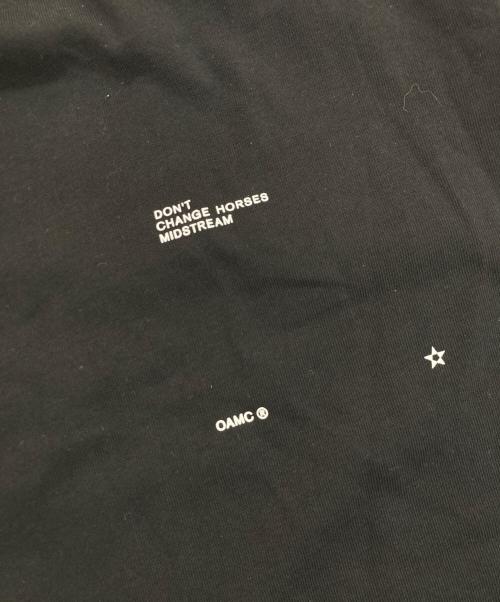 DON'T
CHANGE HORSES
MIDSTREAM
OAMC ®